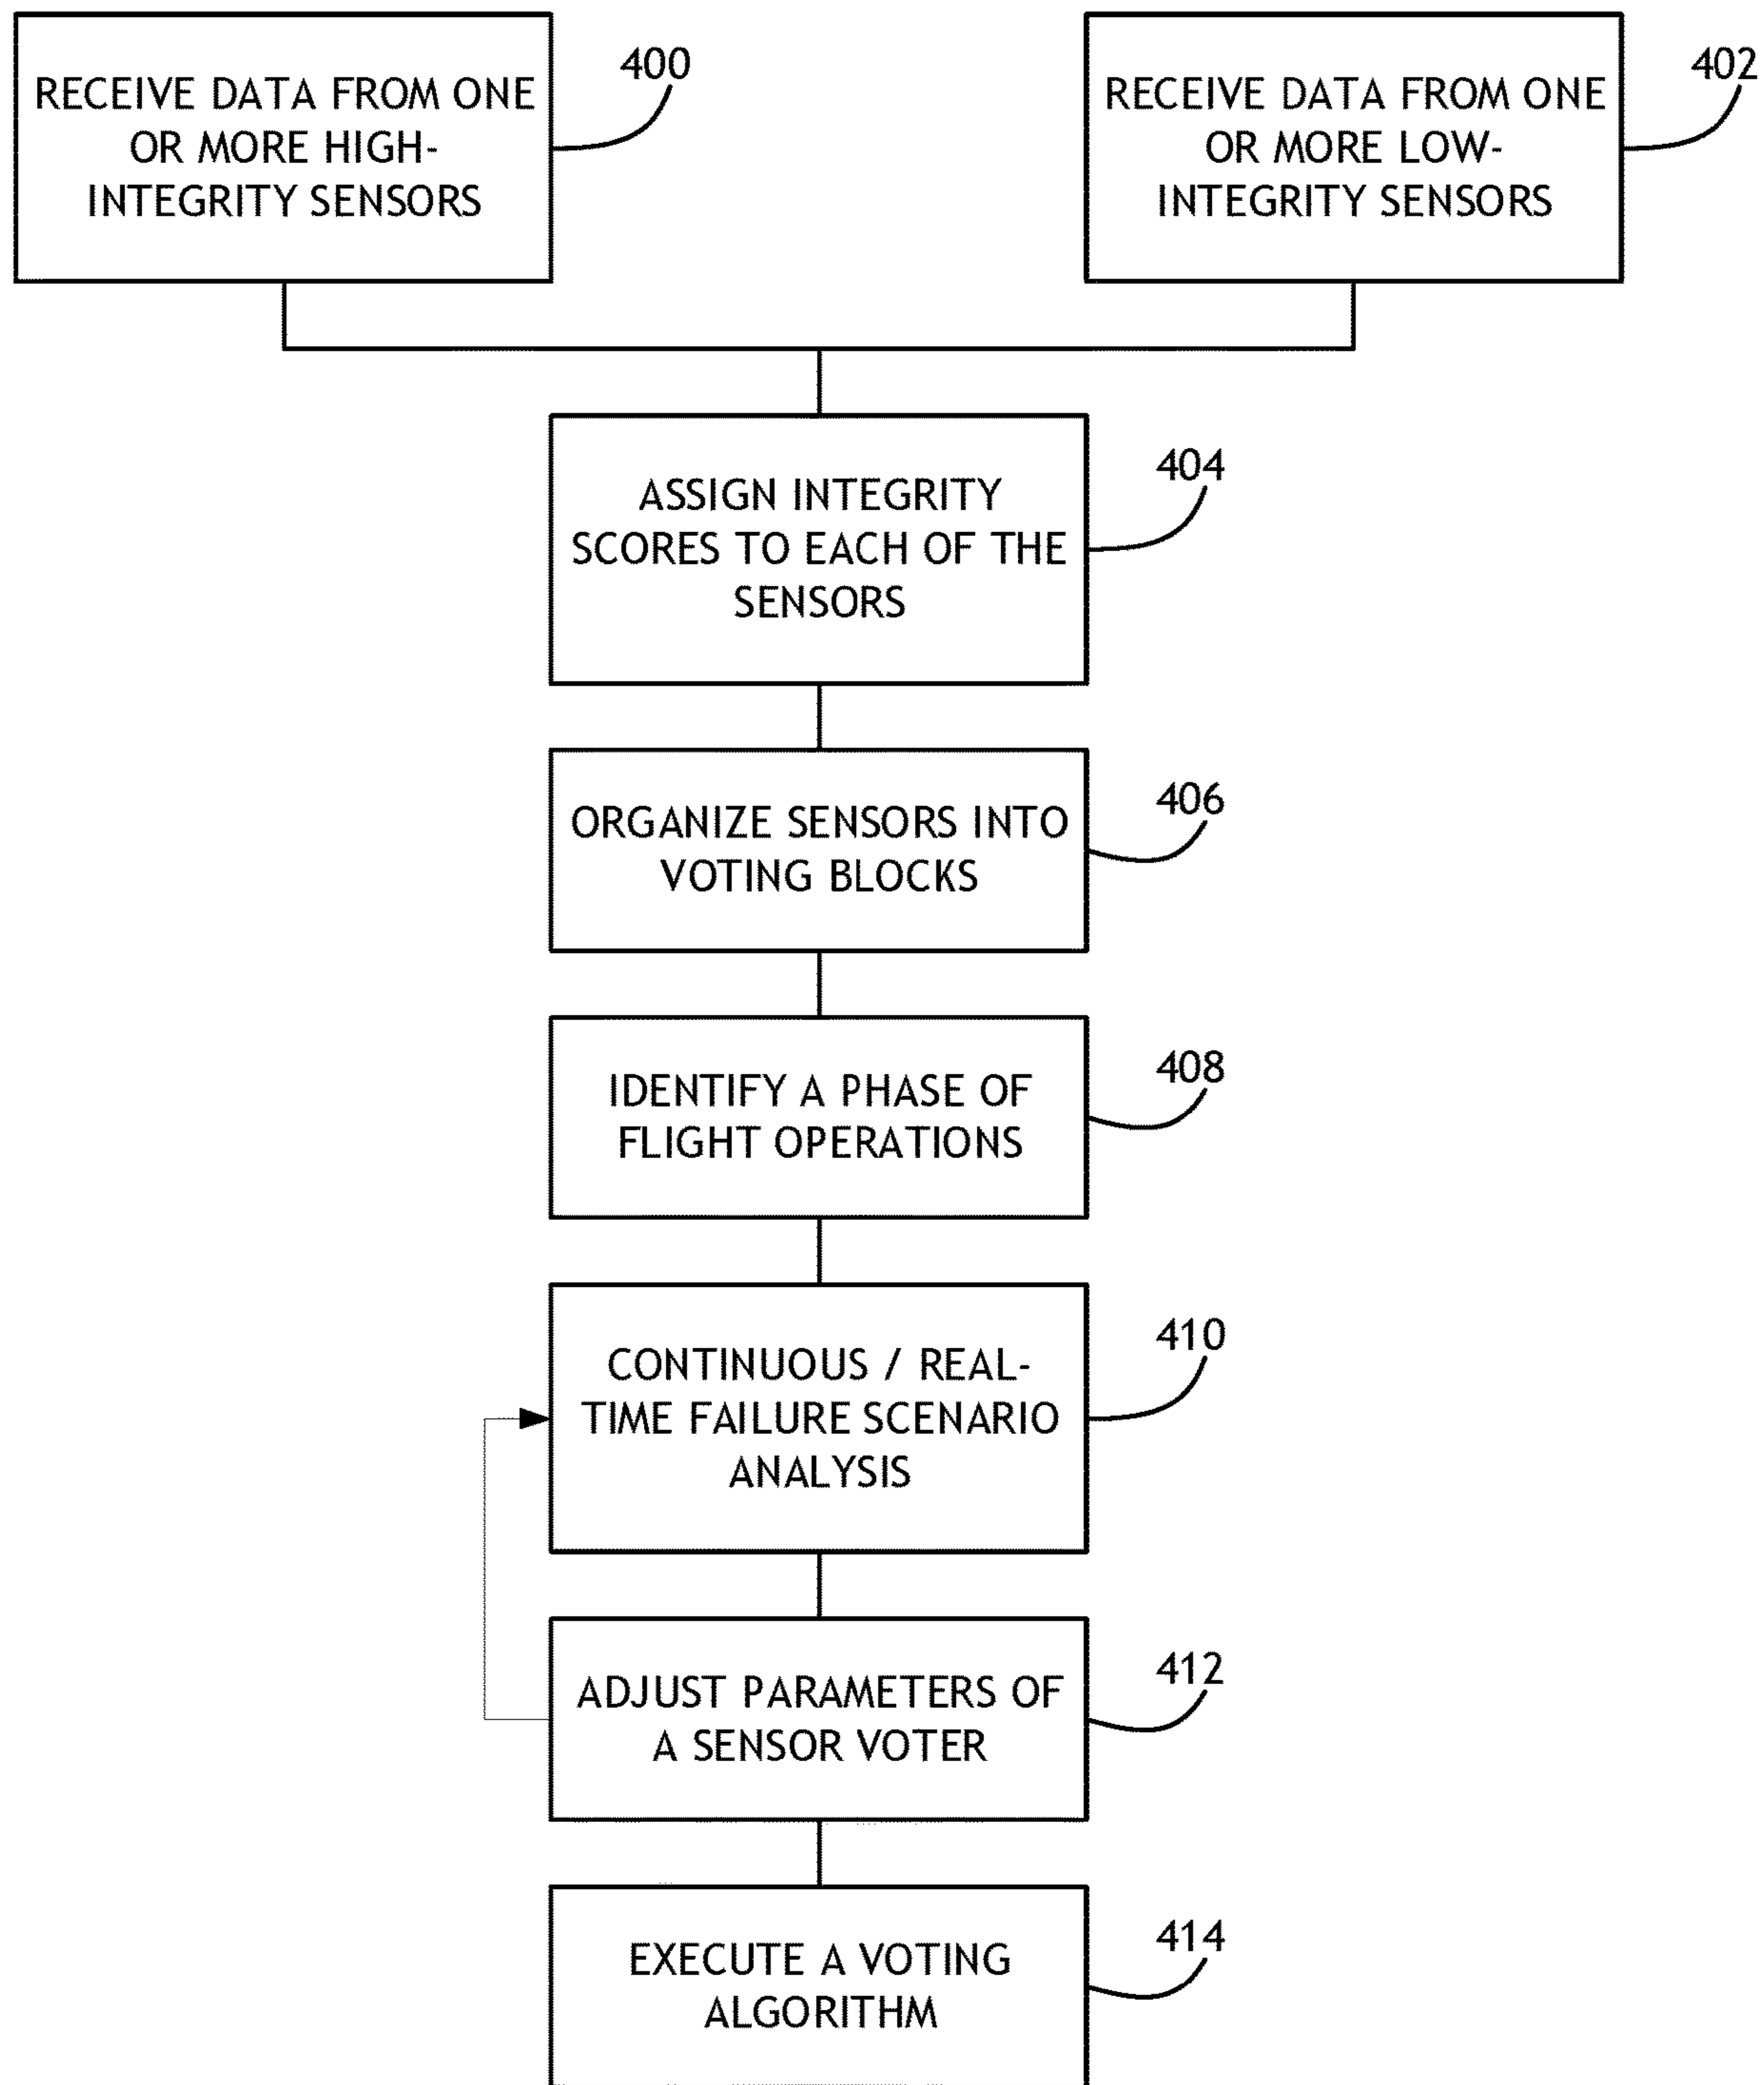 RECEIVE DATA FROM ONE
OR MORE HIGH-
INTEGRITY SENSORS
400
RECEIVE DATA FROM ONE
OR MORE LOW-
INTEGRITY SENSORS
402
ASSIGN INTEGRITY
SCORES TO EACH OF THE
SENSORS
404
ORGANIZE SENSORS INTO
VOTING BLOCKS
406
IDENTIFY A PHASE OF
FLIGHT OPERATIONS
408
CONTINUOUS / REAL-
TIME FAILURE SCENARIO
ANALYSIS
410
ADJUST PARAMETERS OF
A SENSOR VOTER
412
EXECUTE A VOTING
ALGORITHM
414